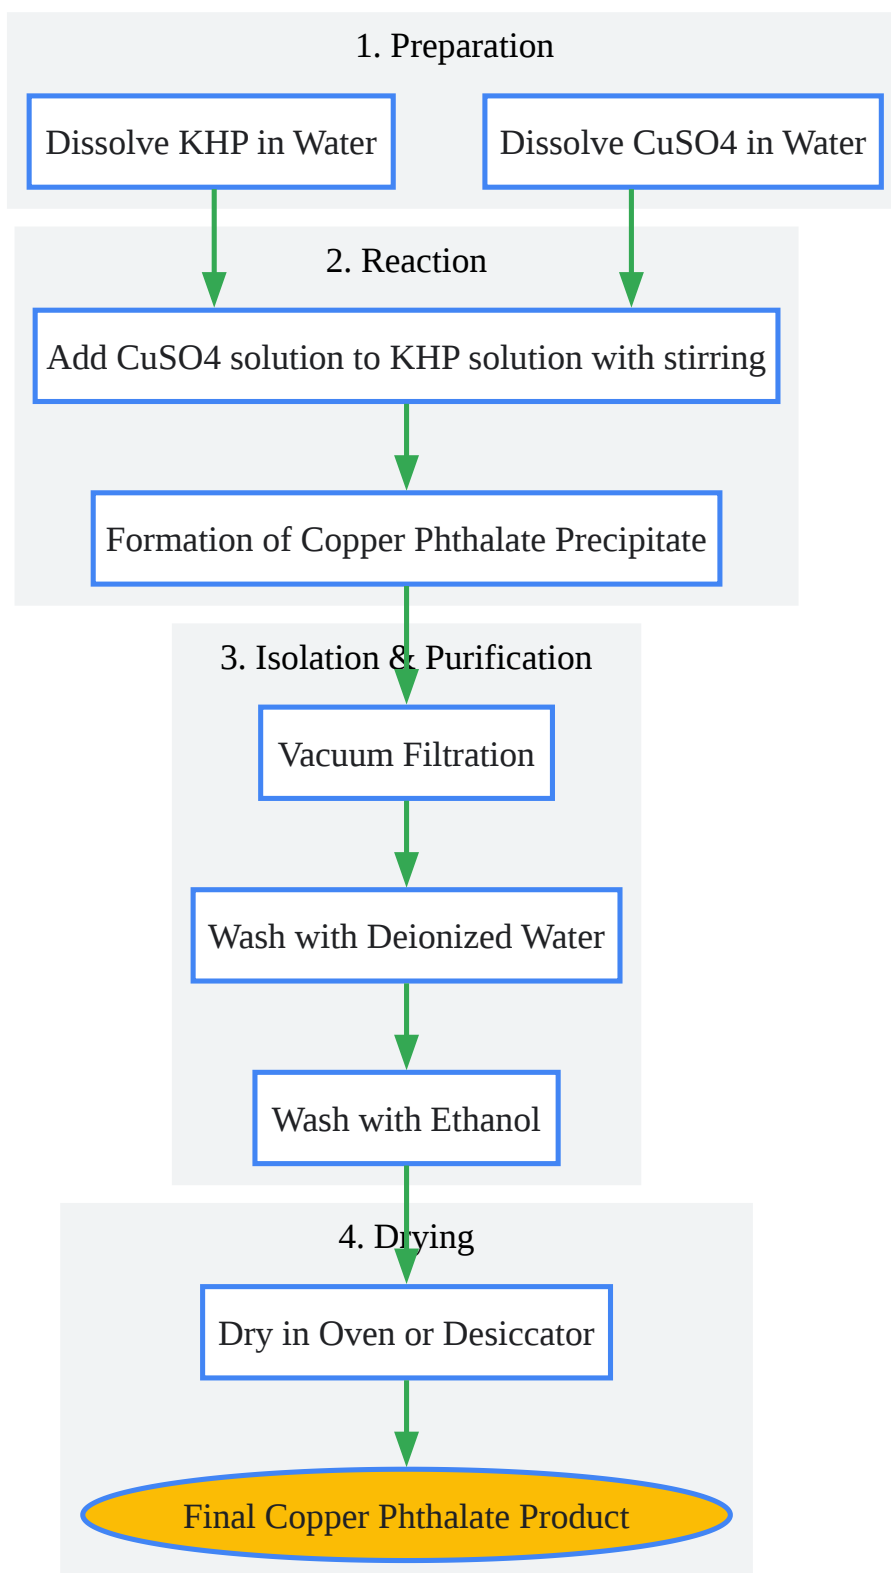 1. Preparation
Dissolve KHP in Water
Dissolve CuSO4 in Water
2. Reaction
Add CuSO4 solution to KHP solution with stirring
Formation of Copper Phthalate Precipitate
3. Isolation & Purification
Vacuum Filtration
Wash with Deionized Water
Wash with Ethanol
4. Drying
Dry in Oven or Desiccator
Final Copper Phthalate Product